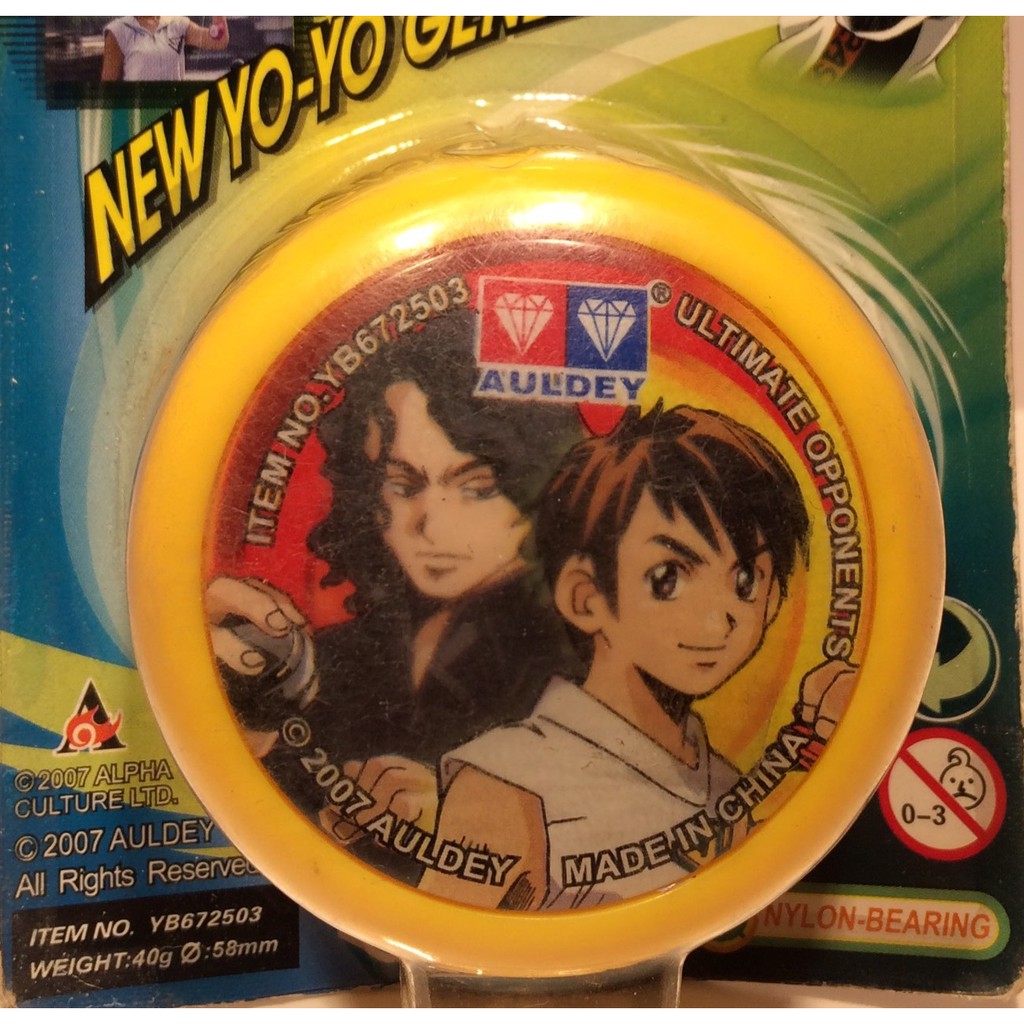 NEW YO-YO
ITEM NO. YB672503
AULDEY
®
ULTIMATE OPPONENTS
© 2007 AULDEY
MADE IN CHINA
©2007 ALPHA
CULTURE LTD.
© 2007 AULDEY
All Rights Reserved
ITEM NO. YB672503
WEIGHT:40g Ø:58mm
0-3
NYLON-BEARING